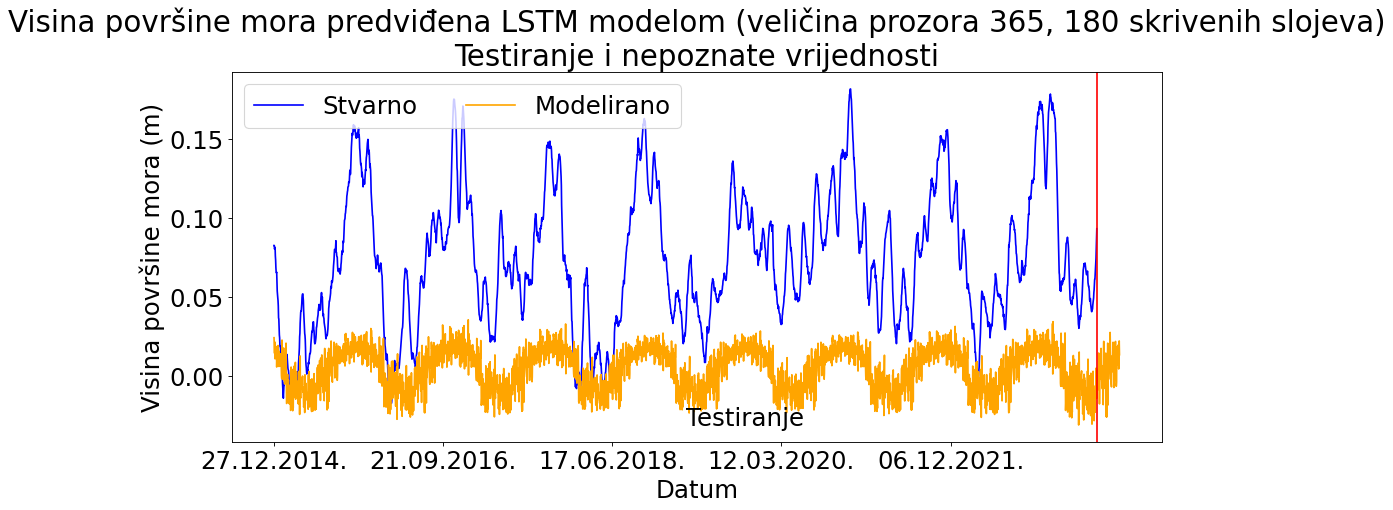 Visina površine mora predviđena LSTM modelom (veličina prozora 365, 180 skrivenih slojeva)
Testiranje i nepoznate vrijednosti
Stvarno Modelirano
Visina površine mora (m)
0.15
0.10
0.05
0.00
Testiranje
27.12.2014. 21.09.2016. 17.06.2018. 12.03.2020. 06.12.2021.
Datum